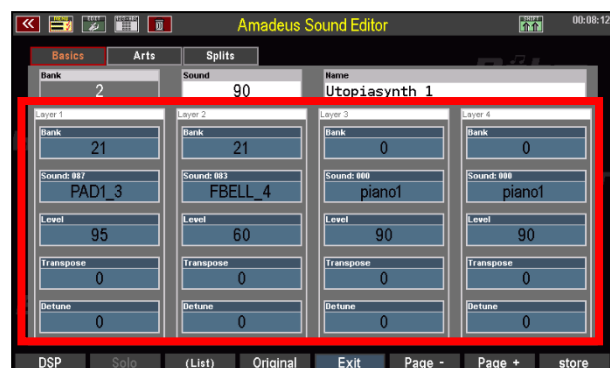 Amadeus Sound Editor
00:08:12
MENU
EDIT
SHIFT
Basics Arts Splits
Bank Sound Name
2 90 Utopiasynth 1
Layer 1 Layer 2 Layer 3 Layer 4
Bank Bank Bank Bank
21 21 0 0
Sound: 087 Sound: 083 Sound: 000 Sound: 000
PAD1_3 FBELL_4 piano1 piano1
Level Level Level Level
95 60 90 90
Transpose Transpose Transpose Transpose
0 0 0 0
Detune Detune Detune Detune
0 0 0 0
DSP Solo (List) Original Exit Page - Page + store